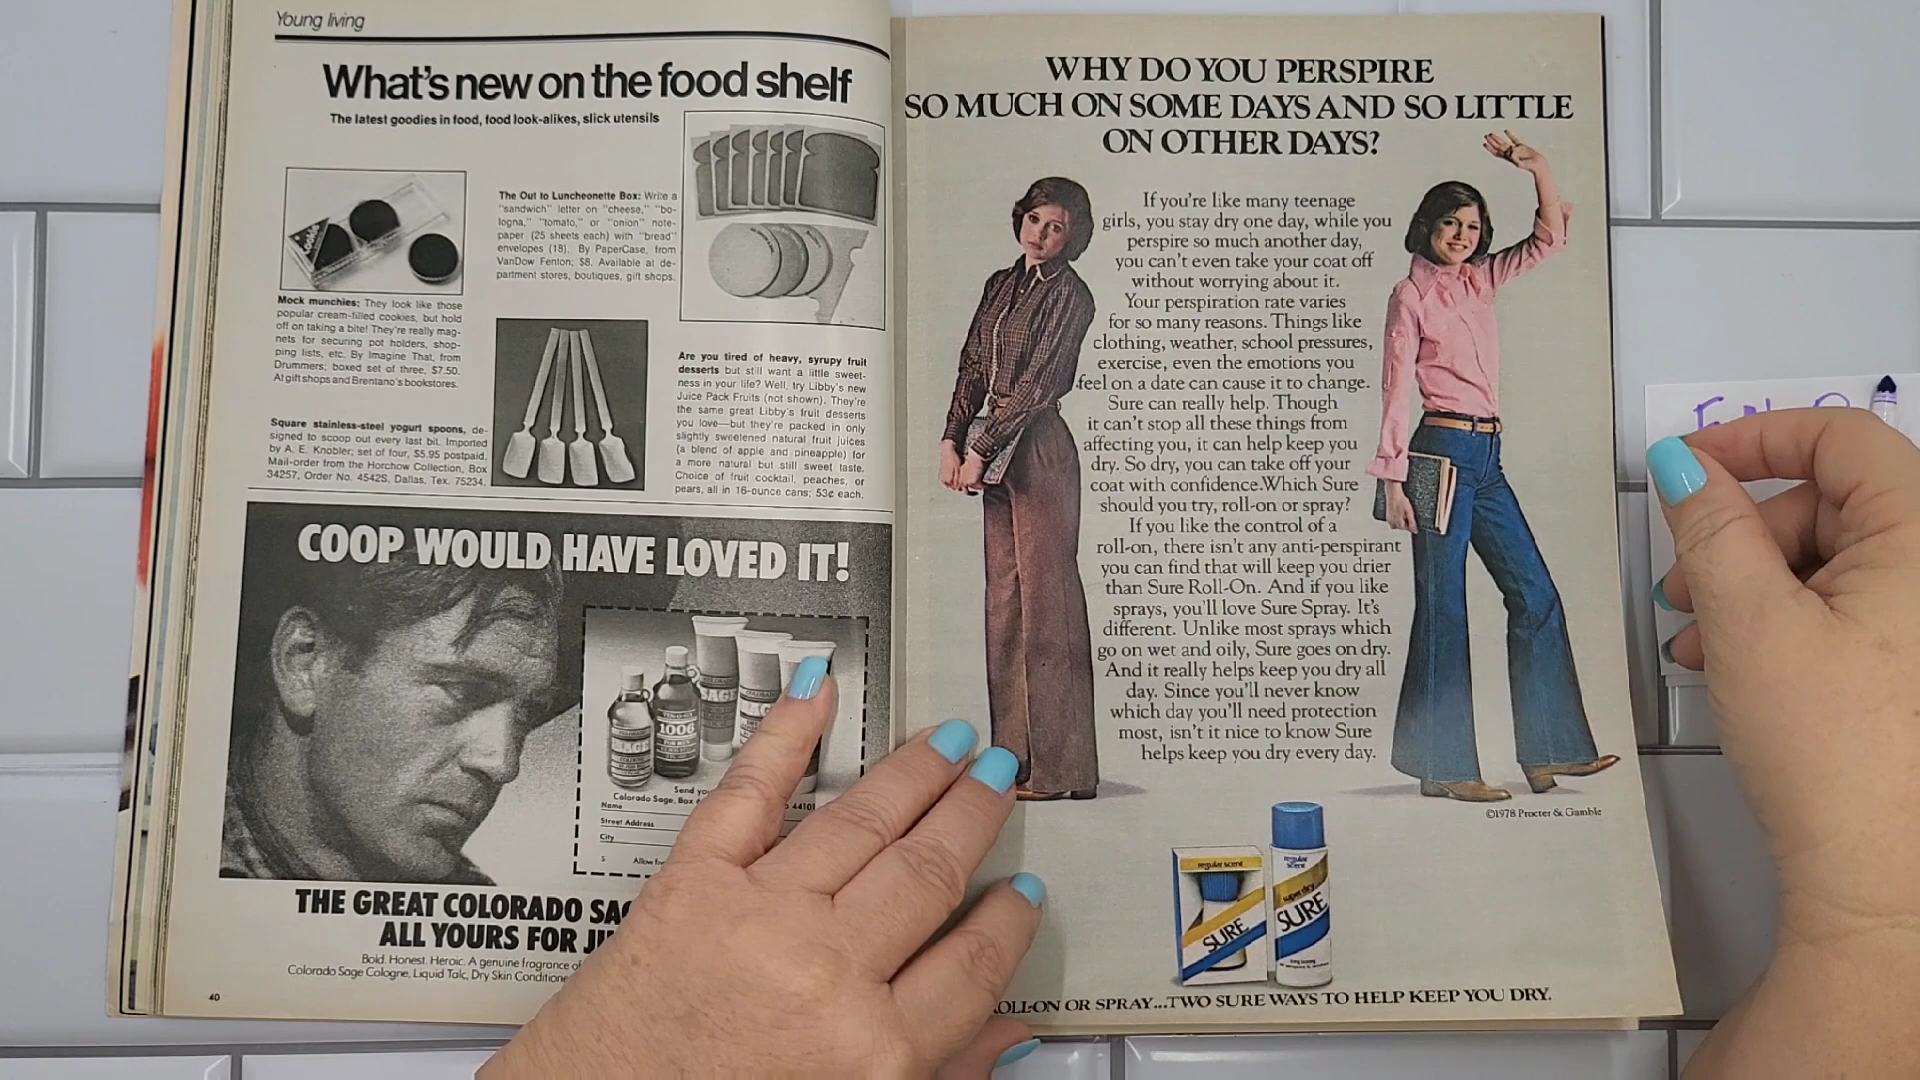 Young living
What's new on the food shelf
The latest goodies in food, food look-alikes, slick utensils
Mock munchies: They look like those
popular cream-filled cookies, but hold
off on taking a bite! They're really mag-
nets for securing pot holders, shop-
ping lists, etc. By Imagine That, from
Drummers; boxed set of three, $7.50.
At gift shops and Brentano's bookstores.
Square stainless-steel yogurt spoons, de-
signed to scoop out every last bit. Imported
by A. E. Knobler; set of four, $5.95 postpaid.
Mail-order from the Horchow Collection, Box
34257, Order No. 4542S, Dallas, Tex. 75234.
The Out to Luncheonette Box: Write a
"sandwich" letter on "cheese," "bo-
logna," "tomato," or "onion" note-
paper (25 sheets each) with "bread"
envelopes (18). By PaperCase, from
VanDow Fenton; $8. Available at de-
partment stores, boutiques, gift shops.
Are you tired of heavy, syrupy fruit
desserts but still want a little sweet-
ness in your life? Well, try Libby's new
Juice Pack Fruits (not shown). They're
the same great Libby's fruit desserts
you love—but they're packed in only
slightly sweetened natural fruit juices
(a blend of apple and pineapple) for
a more natural but still sweet taste.
Choice of fruit cocktail, peaches, or
pears, all in 16-ounce cans; 53¢ each.
COOP WOULD HAVE LOVED IT!
SAGE
1006
SAGE
Send
Colorado Sage, Box
44101
Name
Street Address
City
5 Allow
THE GREAT COLORADO
ALL YOURS FOR
Bold. Honest. Heroic. A genuine fragrance of
Colorado Sage Cologne, Liquid Talc, Dry Skin
40
WHY DO YOU PERSPIRE
SO MUCH ON SOME DAYS AND SO LITTLE
ON OTHER DAYS?
If you're like many teenage
girls, you stay dry one day, while you
perspire so much another day,
you can't even take your coat off
without worrying about it.
Your perspiration rate varies
for so many reasons. Things like
clothing, weather, school pressures,
exercise, even the emotions you
feel on a date can cause it to change.
Sure can really help. Though
it can't stop all these things from
affecting you, it can help keep you
dry. So dry, you can take off your
coat with confidence.Which Sure
should you try, roll-on or spray?
If you like the control of a
roll-on, there isn't any anti-perspirant
you can find that will keep you drier
than Sure Roll-On. And if you like
sprays, you'll love Sure Spray. It's
different. Unlike most sprays which
go on wet and oily, Sure goes on dry.
And it really helps keep you dry all
day. Since you'll never know
which day you'll need protection
most, isn't it nice to know Sure
helps keep you dry every day.
©1978 Procter & Gamble
regular scent
SURE
regular scent
super dry
SURE
OLL-ON OR SPRAY...TWO SURE WAYS TO HELP KEEP YOU DRY.